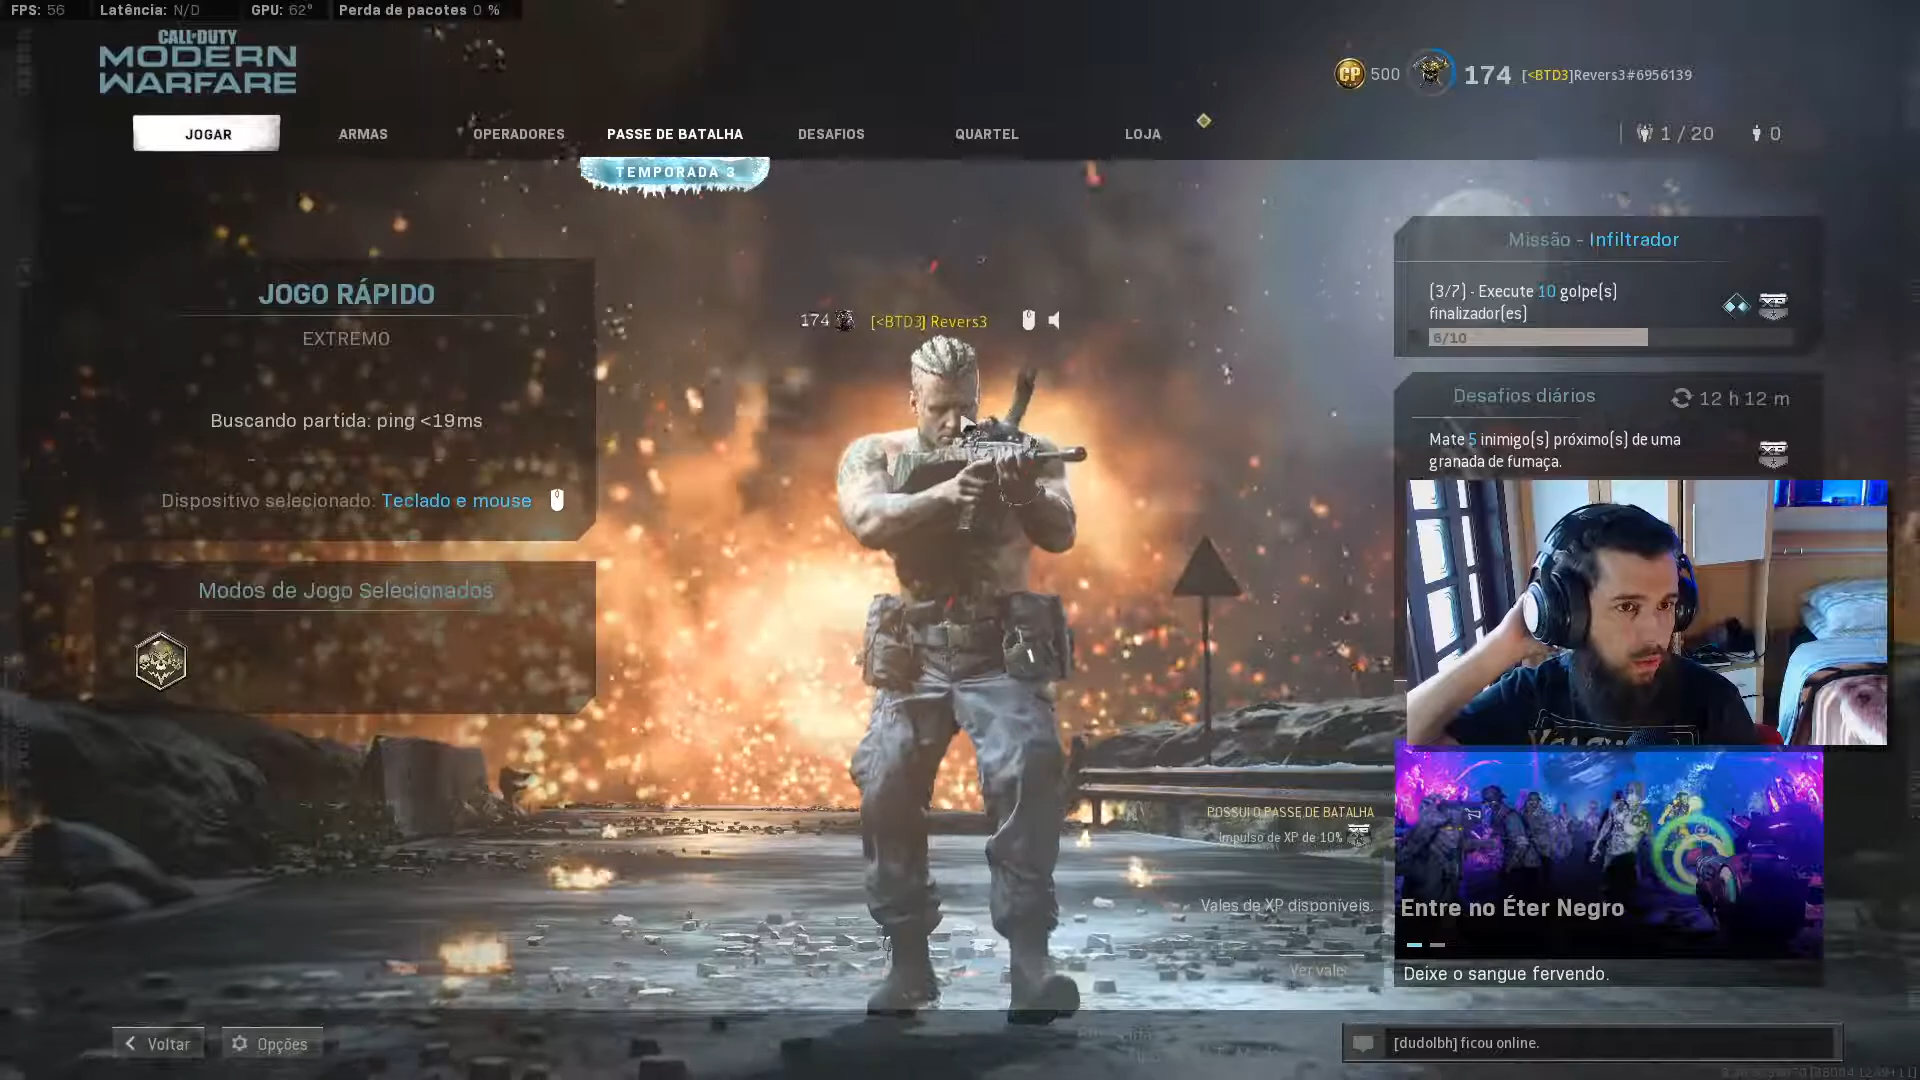 FPS: 56
Latência: N/D
GPU: 62°
Perda de pacotes 0 %
CALL OF DUTY
MODERN
WARFARE
CP 500
174
[<BTD3]Revers3#6956139
JOGAR
ARMAS
OPERADORES
PASSE DE BATALHA
DESAFIOS
QUARTEL
LOJA
1 / 20
0
TEMPORADA 3
JOGO RÁPIDO
EXTREMO
Buscando partida: ping <19ms
Dispositivo selecionado: Teclado e mouse
Modos de Jogo Selecionados
174 [<BTD3] Revers3
Missão - Infiltrador
(3/7) - Execute 10 golpe(s)
finalizador(es)
6/10
Desafios diários
12 h 12 m
Mate 5 inimigo(s) próximo(s) de uma
granada de fumaça.
POSSUI O PASSE DE BATALHA
Impulso de XP de 10%
Vales de XP disponíveis.
Ver vale
Entre no Éter Negro
Deixe o sangue fervendo.
Voltar
Opções
[dudolbh] ficou online.